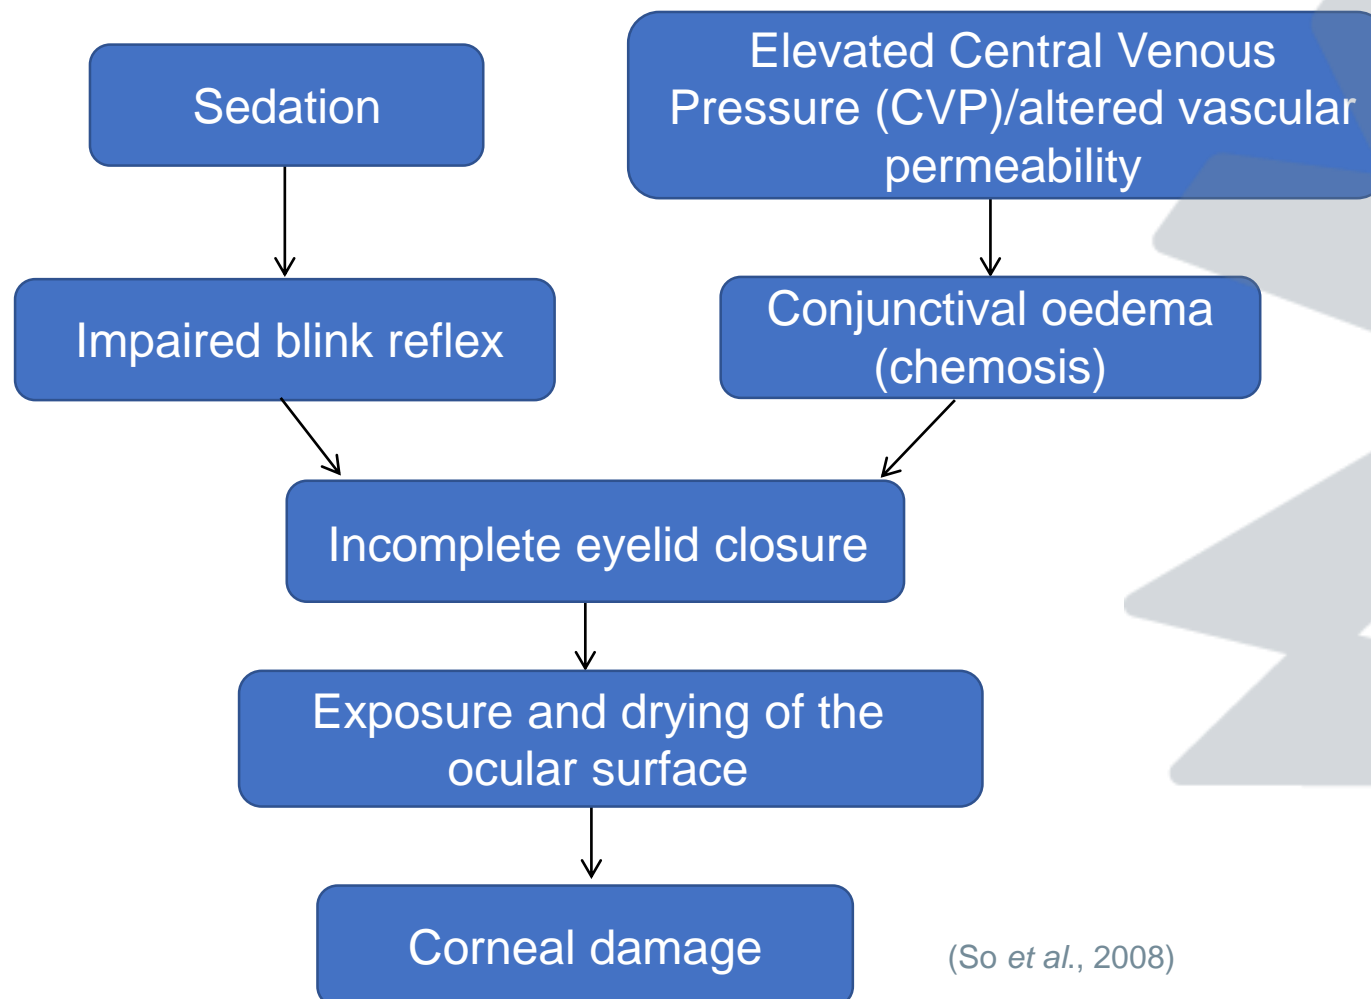 Sedation
Elevated Central Venous
Pressure (CVP)/altered vascular
permeability
Impaired blink reflex
Conjunctival oedema
(chemosis)
Incomplete eyelid closure
Exposure and drying of the
ocular surface
Corneal damage
(So et al., 2008)